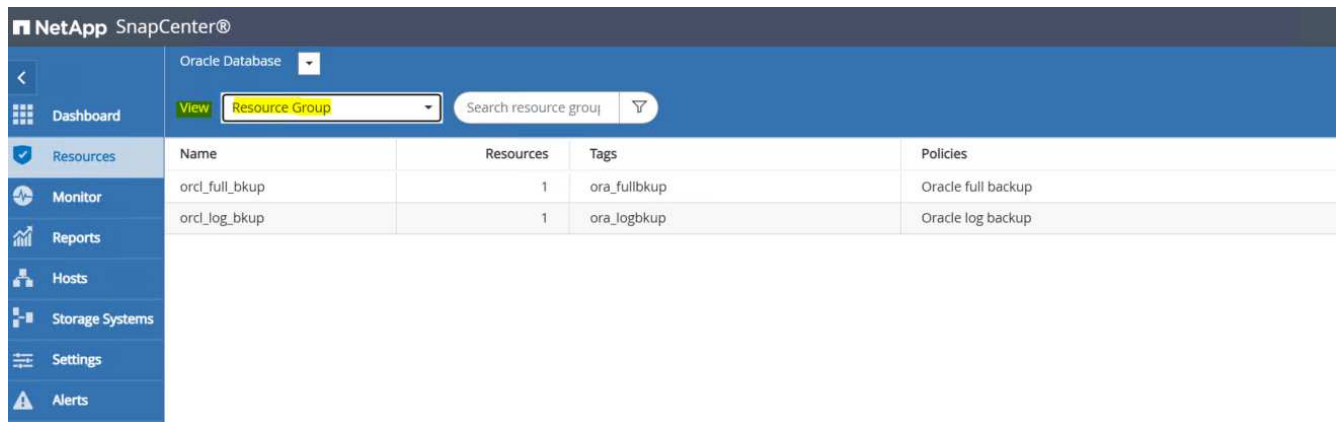 NetApp SnapCenter®
Oracle Database
View Resource Group Search resource grou
Dashboard
Resources
Monitor
Reports
Hosts
Storage Systems
Settings
Alerts
Name Resources Tags Policies
orcl_full_bkup 1 ora_fullbkup Oracle full backup
orcl_log_bkup 1 ora_logbkup Oracle log backup